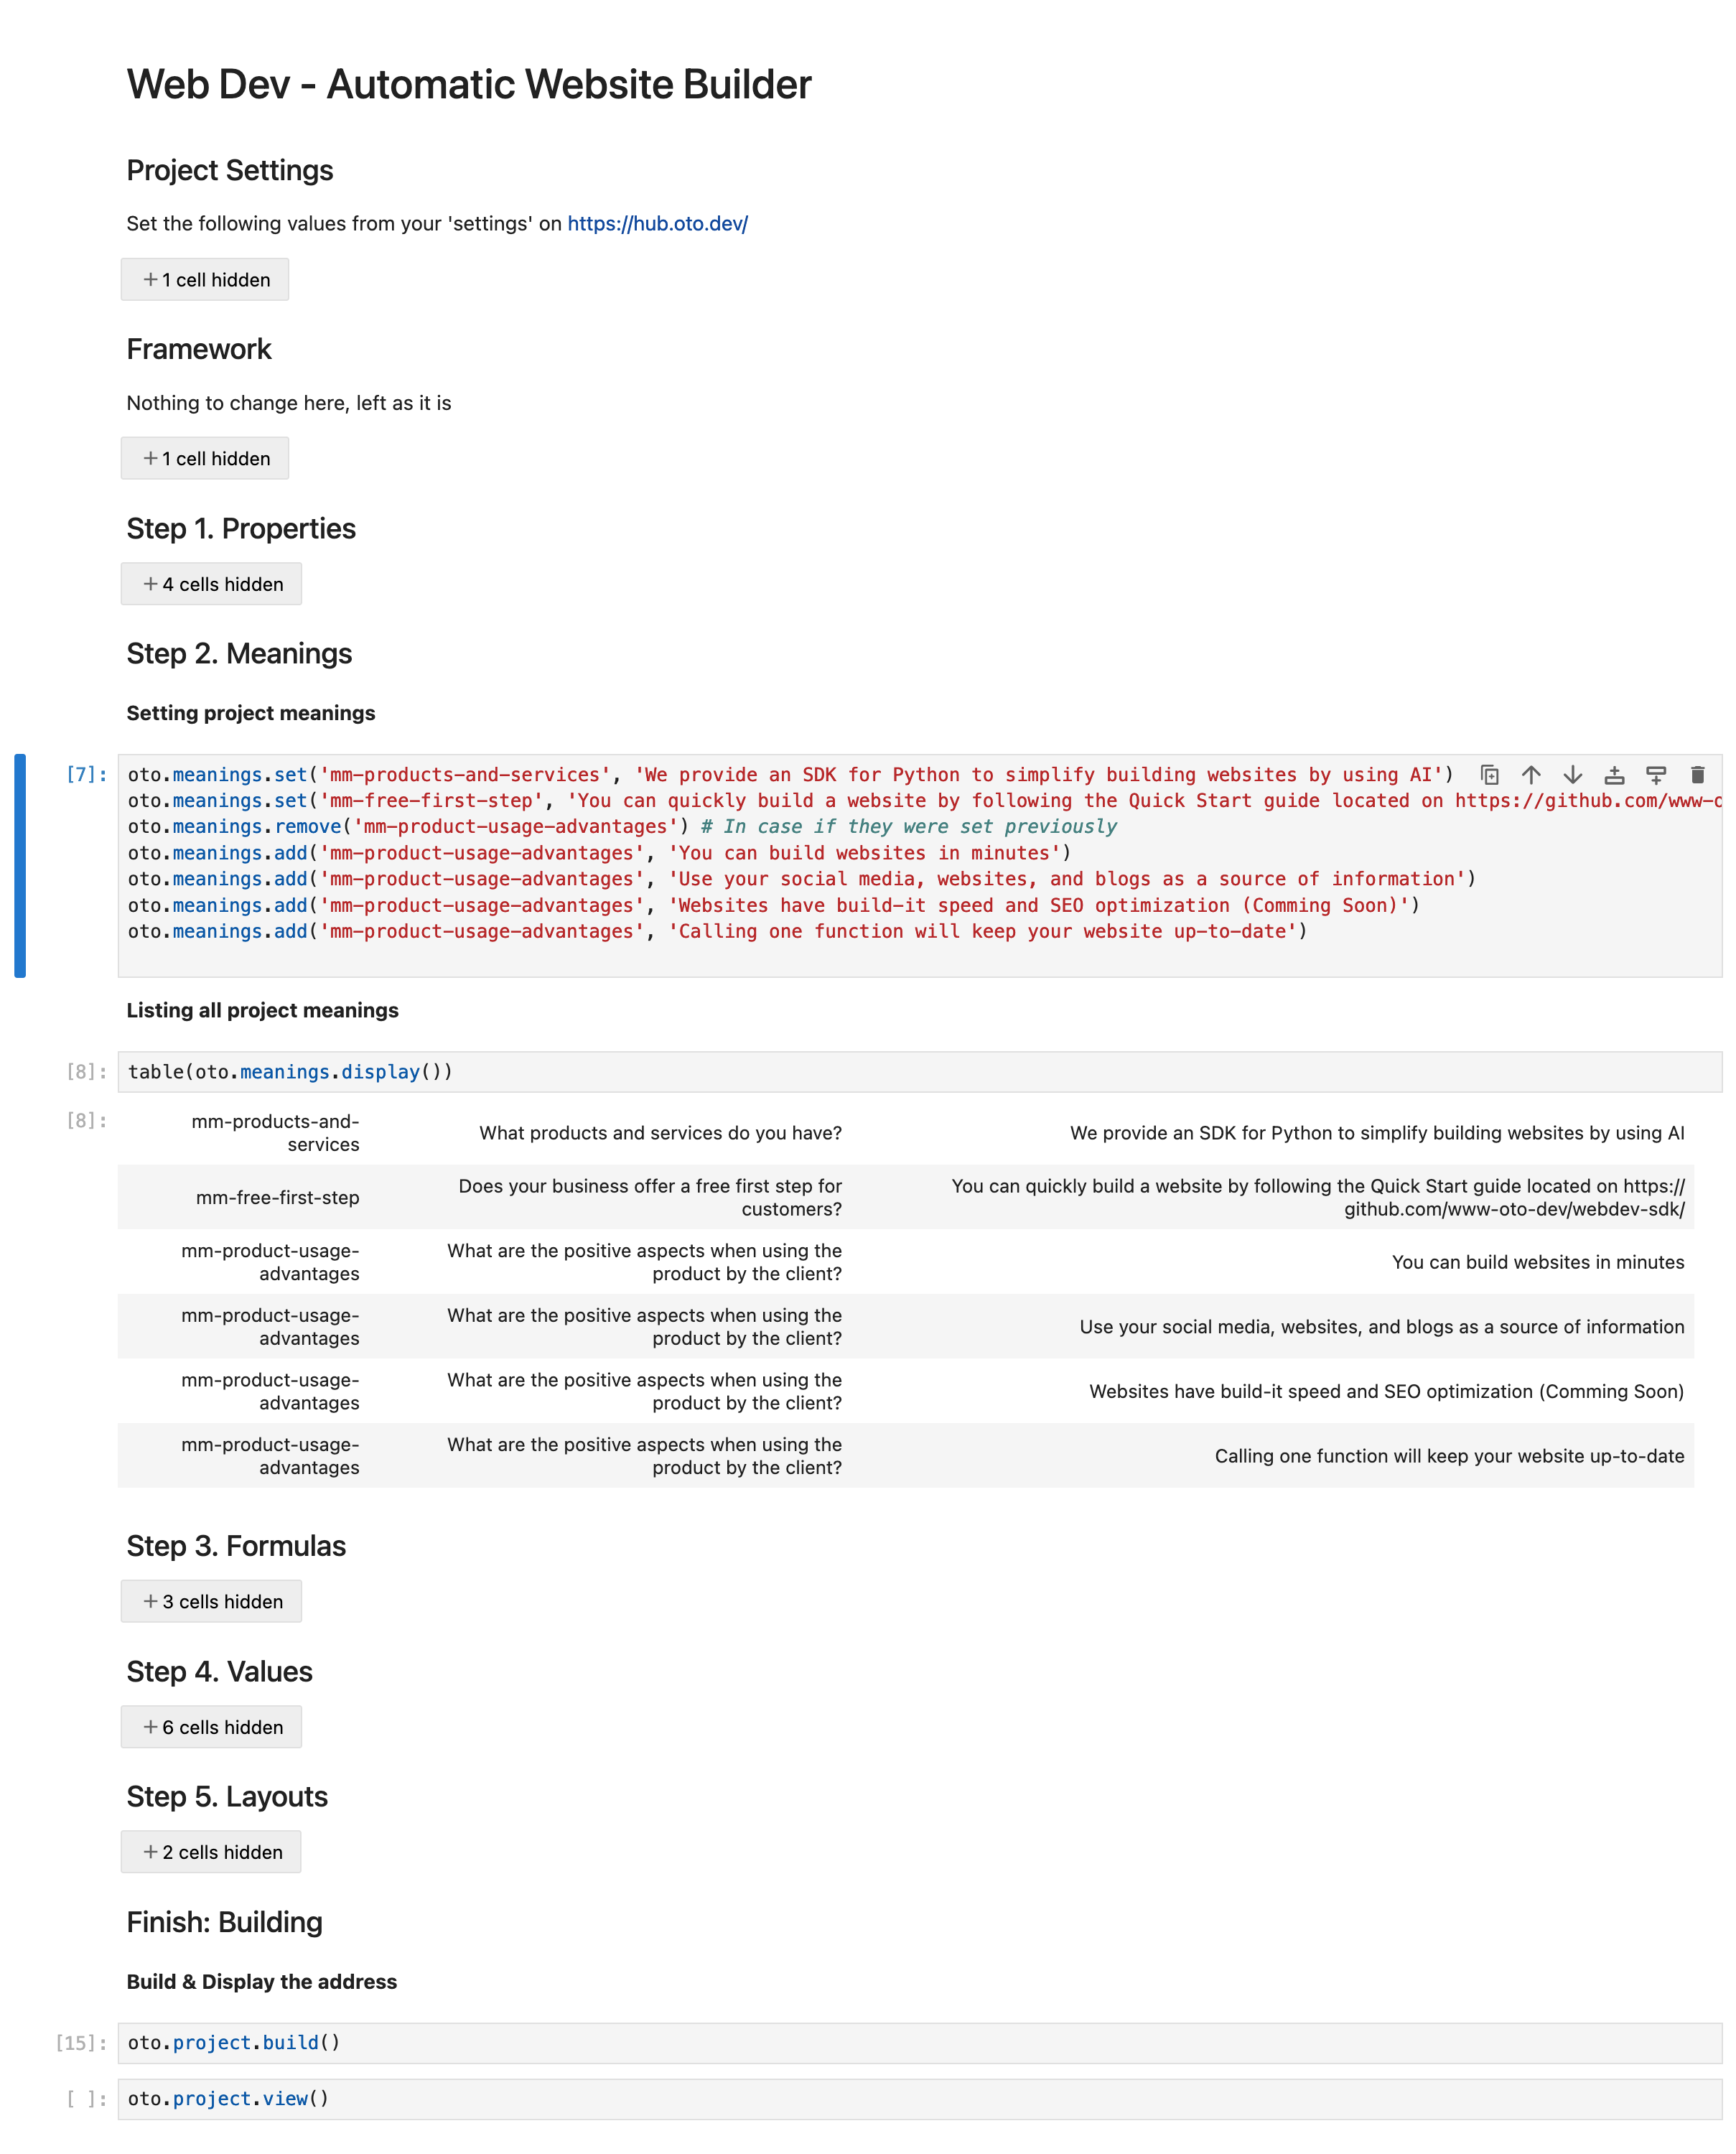 Web Dev - Automatic Website Builder
Project Settings
Set the following values from your 'settings' on https://hub.oto.dev/
+ 1 cell hidden
Framework
Nothing to change here, left as it is
+ 1 cell hidden
Step 1. Properties
+ 4 cells hidden
Step 2. Meanings
Setting project meanings
[7]: oto.meanings.set('mm-products-and-services', 'We provide an SDK for Python to simplify building websites by using AI')
oto.meanings.set('mm-free-first-step', 'You can quickly build a website by following the Quick Start guide located on https://github.com/www-o
oto.meanings.remove('mm-product-usage-advantages') # In case if they were set previously
oto.meanings.add('mm-product-usage-advantages', 'You can build websites in minutes')
oto.meanings.add('mm-product-usage-advantages', 'Use your social media, websites, and blogs as a source of information')
oto.meanings.add('mm-product-usage-advantages', 'Websites have build-it speed and SEO optimization (Comming Soon)')
oto.meanings.add('mm-product-usage-advantages', 'Calling one function will keep your website up-to-date')
Listing all project meanings
[8]: table(oto.meanings.display())
[8]:
mm-products-and-
services
What products and services do you have?
We provide an SDK for Python to simplify building websites by using AI
mm-free-first-step
Does your business offer a free first step for
customers?
You can quickly build a website by following the Quick Start guide located on https://
github.com/www-oto-dev/webdev-sdk/
mm-product-usage-
advantages
What are the positive aspects when using the
product by the client?
You can build websites in minutes
mm-product-usage-
advantages
What are the positive aspects when using the
product by the client?
Use your social media, websites, and blogs as a source of information
mm-product-usage-
advantages
What are the positive aspects when using the
product by the client?
Websites have build-it speed and SEO optimization (Comming Soon)
mm-product-usage-
advantages
What are the positive aspects when using the
product by the client?
Calling one function will keep your website up-to-date
Step 3. Formulas
+ 3 cells hidden
Step 4. Values
+ 6 cells hidden
Step 5. Layouts
+ 2 cells hidden
Finish: Building
Build & Display the address
[15]: oto.project.build()
[ ]: oto.project.view()